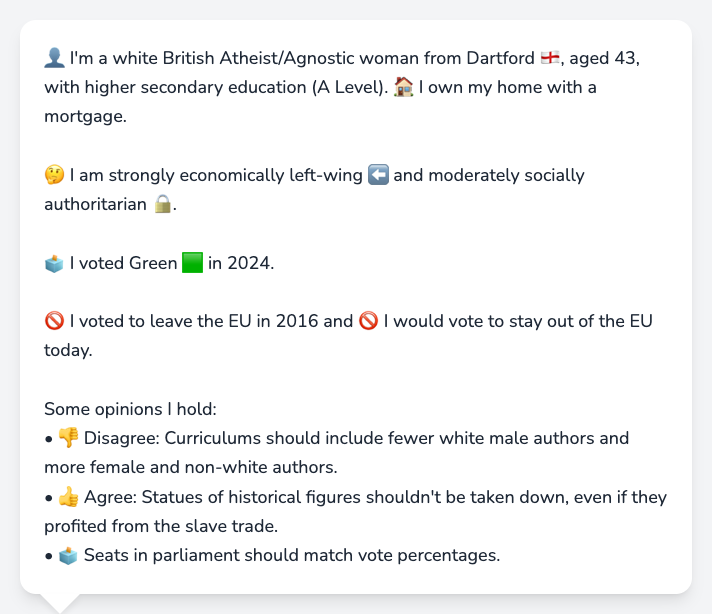 👤 I'm a white British Atheist/Agnostic woman from Dartford 🏴󠁧󠁢󠁥󠁮󠁧󠁿, aged 43,
with higher secondary education (A Level). 🏠 I own my home with a
mortgage.
🤔 I am strongly economically left-wing ⬅️ and moderately socially
authoritarian 🔒.
🗳️ I voted Green 🟩 in 2024.
🚫 I voted to leave the EU in 2016 and 🚫 I would vote to stay out of the EU
today.
Some opinions I hold:
• 👎 Disagree: Curriculums should include fewer white male authors and
more female and non-white authors.
• 👍 Agree: Statues of historical figures shouldn't be taken down, even if they
profited from the slave trade.
• 🗳️ Seats in parliament should match vote percentages.